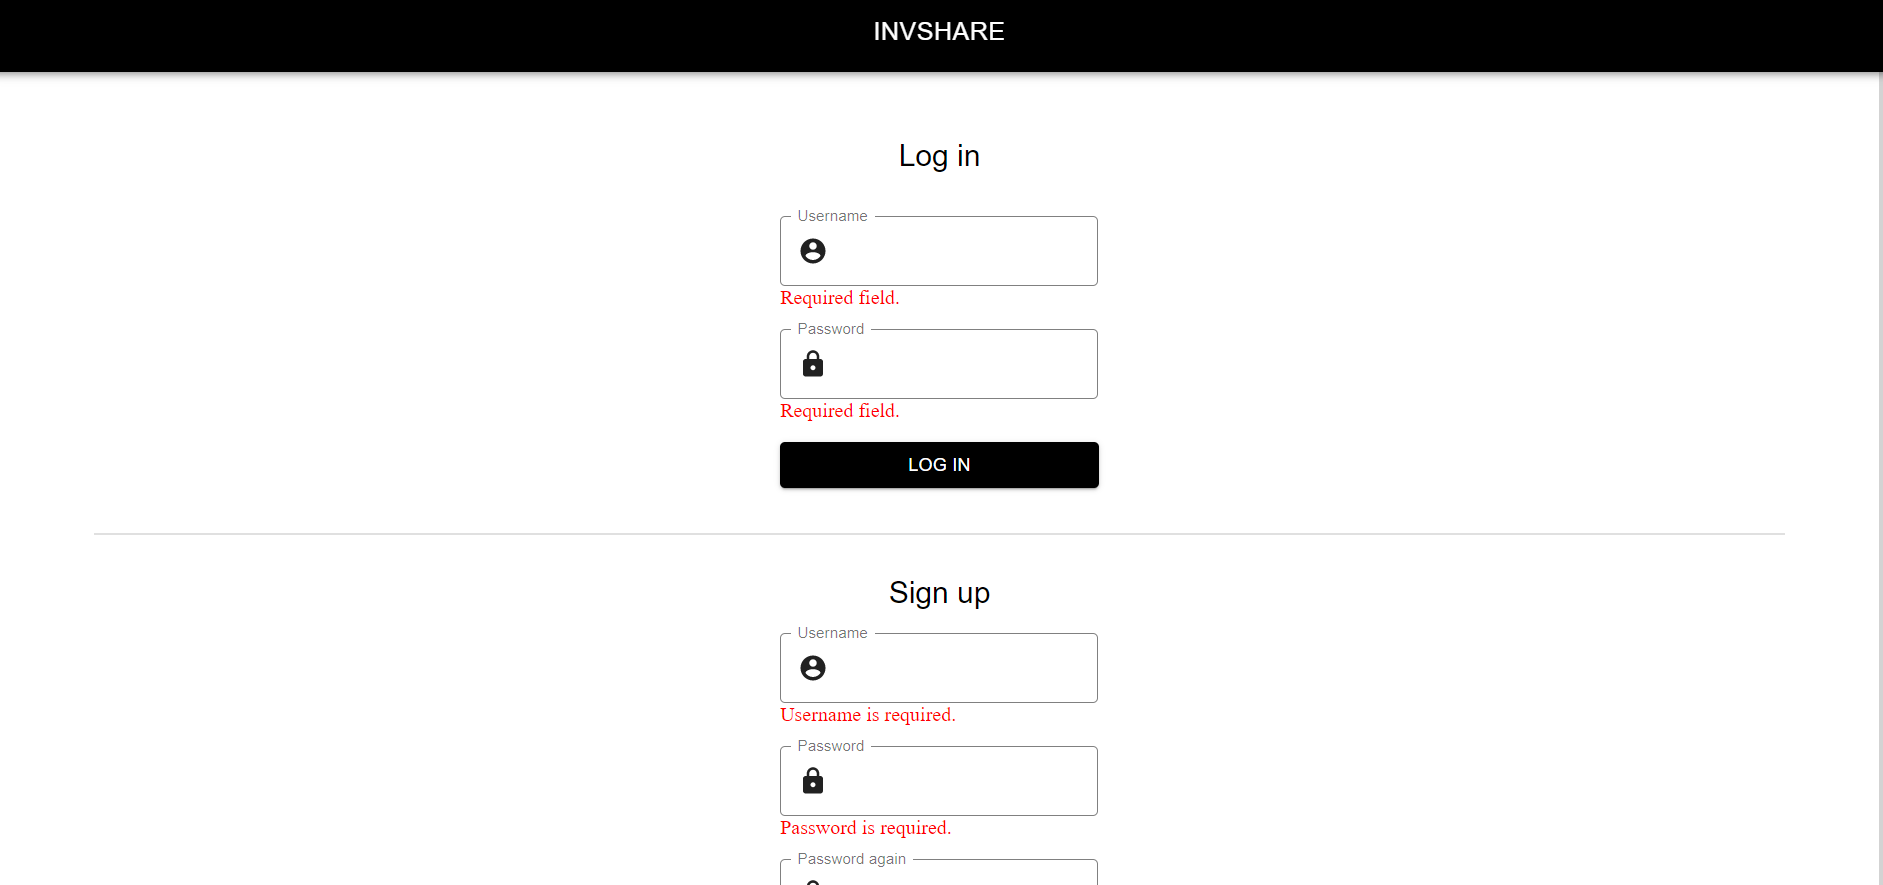 INVSHARE
Log in
Username
Required field.
Password
Required field.
LOG IN
Sign up
Username
Username is required.
Password
Password is required.
Password again